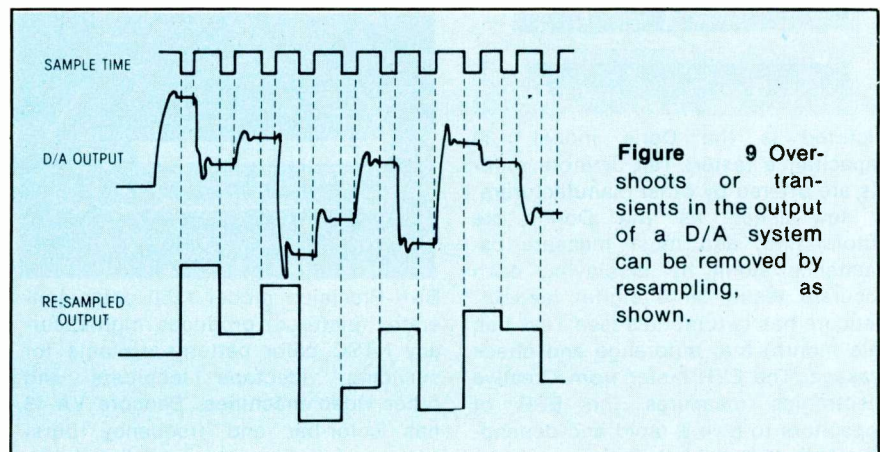 SAMPLE TIME
D/A OUTPUT
RE-SAMPLED
OUTPUT
Figure 9 Over-
shoots or tran-
sients in the output
of a D/A system
can be removed by
resampling, as
shown.